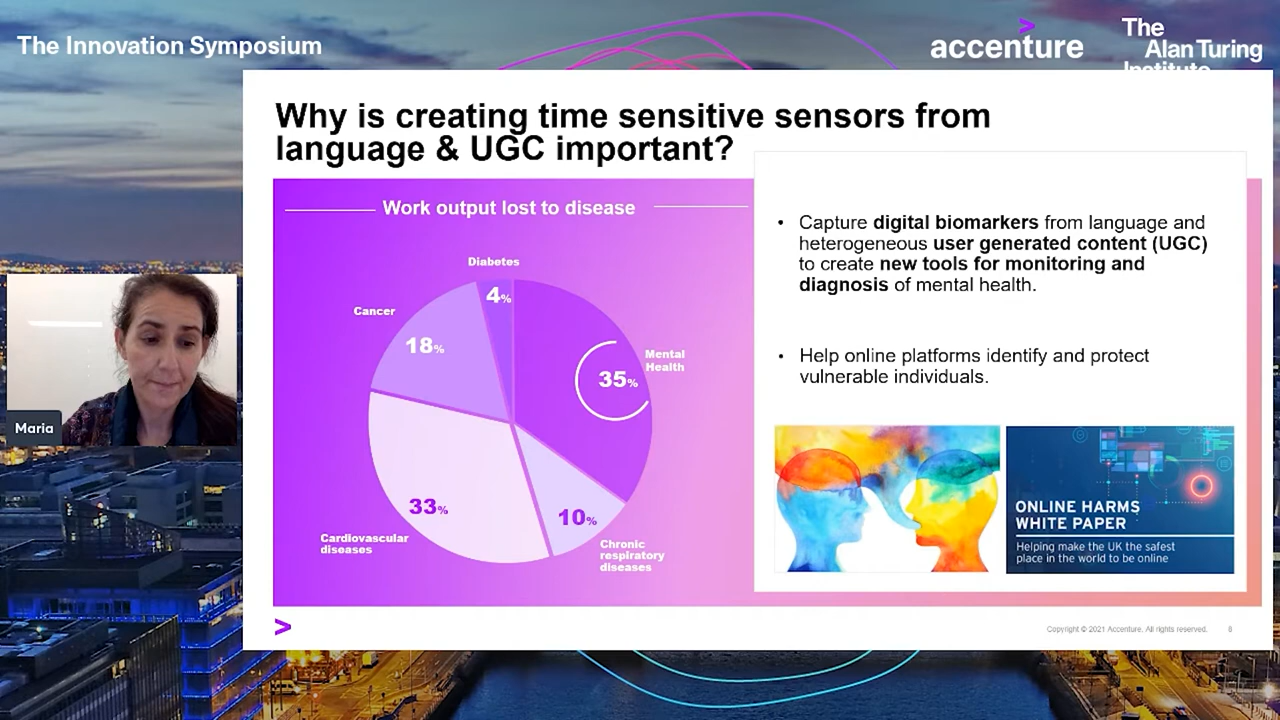 The Innovation Symposium
>
accenture
The
Alan Turing
Institute
Why is creating time sensitive sensors from
language & UGC important?
Work output lost to disease
Diabetes
4%
Cancer
18%
Mental
Health
35%
33%
Cardiovascular
diseases
10%
Chronic
respiratory
diseases
• Capture digital biomarkers from language and
heterogeneous user generated content (UGC)
to create new tools for monitoring and
diagnosis of mental health.
• Help online platforms identify and protect
vulnerable individuals.
ONLINE HARMS
WHITE PAPER
Helping make the UK the safest
place in the world to be online
Maria
>
Copyright © 2021 Accenture. All rights reserved.
6